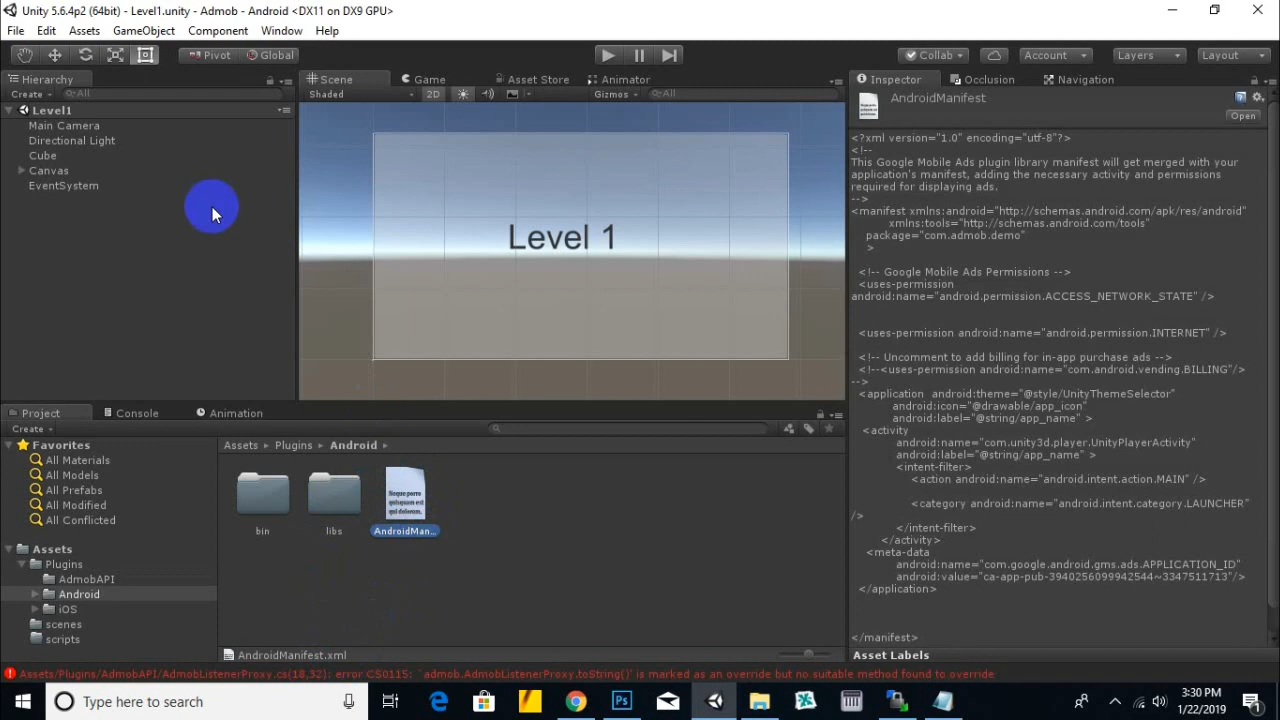 Unity 5.6.4p2 (64bit) - Level1.unity - Admob - Android <DX11 on DX9 GPU>
File Edit Assets GameObject Component Window Help
Pivot Global Collab Account Layers Layout
Hierarchy
Create All
Level1
Main Camera
Directional Light
Cube
Canvas
EventSystem
Scene Game Asset Store Animator
Shaded 2D Gizmos All
Level 1
Inspector Occlusion Navigation
AndroidManifest
Open
<?xml version="1.0" encoding="utf-8"?>
<!--
This Google Mobile Ads plugin library manifest will get merged with your
application's manifest, adding the necessary activity and permissions
required for displaying ads.
-->
<manifest xmlns:android="http://schemas.android.com/apk/res/android"
xmlns:tools="http://schemas.android.com/tools"
package="com.admob.demo"
>
<!-- Google Mobile Ads Permissions -->
<uses-permission
android:name="android.permission.ACCESS_NETWORK_STATE" />
<uses-permission android:name="android.permission.INTERNET" />
<!-- Uncomment to add billing for in-app purchase ads -->
<!--<uses-permission android:name="com.android.vending.BILLING"/>
-->
<application android:theme="@style/UnityThemeSelector"
android:icon="@drawable/app_icon"
android:label="@string/app_name" >
<activity
android:name="com.unity3d.player.UnityPlayerActivity"
android:label="@string/app_name" >
<intent-filter>
<action android:name="android.intent.action.MAIN" />
<category android:name="android.intent.category.LAUNCHER"
/>
</intent-filter>
</activity>
<meta-data
android:name="com.google.android.gms.ads.APPLICATION_ID"
android:value="ca-app-pub-3940256099942544~3347511713"/>
</application>
</manifest>
Asset Labels
Project Console Animation
Create
Favorites
All Materials
All Models
All Prefabs
All Modified
All Conflicted
Assets
Plugins
AdmobAPI
Android
iOS
scenes
scripts
Assets Plugins Android
Neque porro
quisquam est
qui dolorem,
bin libs AndroidMan...
AndroidManifest.xml
Assets/Plugins/AdmobAPI/AdmobListenerProxy.cs(18,32): error CS0115: `admob.AdmobListenerProxy.toString()' is marked as an override but no suitable method found to override
Type here to search
3:30 PM
1/22/2019